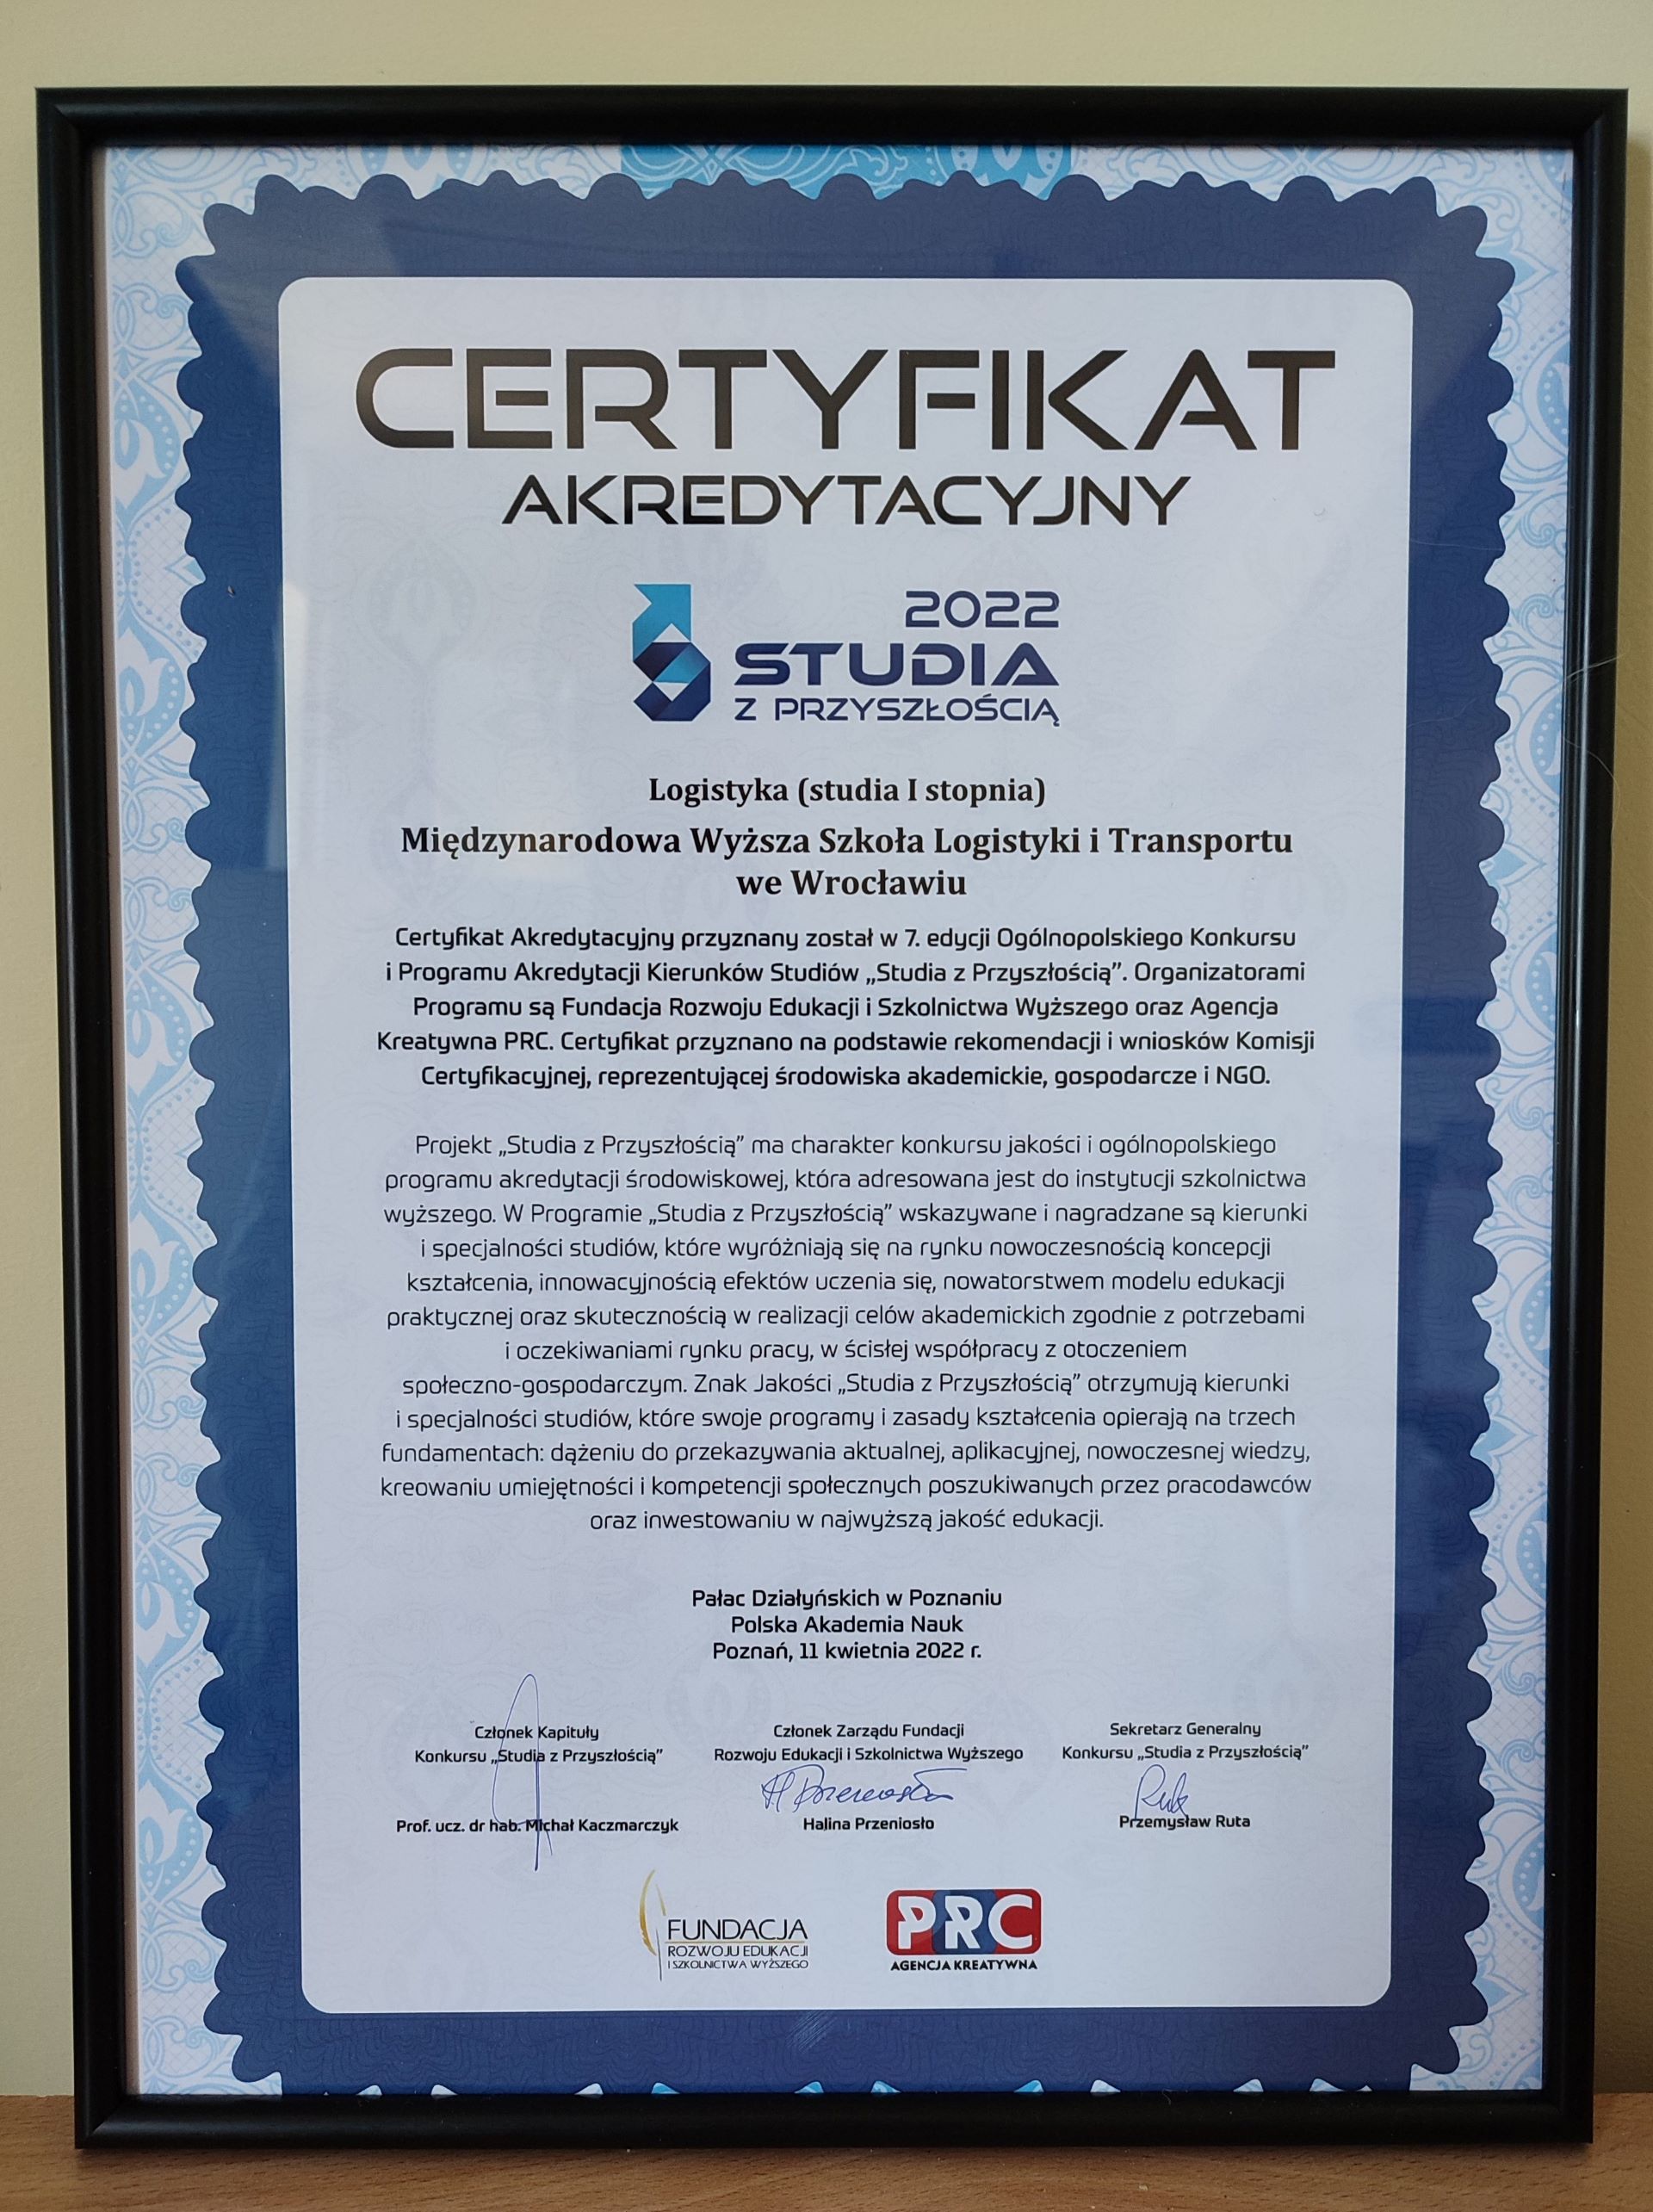 CERTYFIKAT
AKREDYTACYJNY
2022
STUDIA
Z PRZYSZŁOŚCIĄ
Logistyka (studia I stopnia)
Międzynarodowa Wyższa Szkoła Logistyki i Transportu
we Wrocławiu
Certyfikat Akredytacyjny przyznany został w 7. edycji Ogólnopolskiego Konkursu
i Programu Akredytacji Kierunków Studiów „Studia z Przyszłością”. Organizatorami
Programu są Fundacja Rozwoju Edukacji i Szkolnictwa Wyższego oraz Agencja
Kreatywna PRC. Certyfikat przyznano na podstawie rekomendacji i wniosków Komisji
Certyfikacyjnej, reprezentującej środowiska akademickie, gospodarcze i NGO.
Projekt „Studia z Przyszłością” ma charakter konkursu jakości i ogólnopolskiego
programu akredytacji środowiskowej, która adresowana jest do instytucji szkolnictwa
wyższego. W Programie „Studia z Przyszłością” wskazywane i nagradzane są kierunki
i specjalności studiów, które wyróżniają się na rynku nowoczesnością koncepcji
kształcenia, innowacyjnością efektów uczenia się, nowatorstwem modelu edukacji
praktycznej oraz skutecznością w realizacji celów akademickich zgodnie z potrzebami
i oczekiwaniami rynku pracy, w ścisłej współpracy z otoczeniem
społeczno-gospodarczym. Znak Jakości „Studia z Przyszłością” otrzymują kierunki
i specjalności studiów, które swoje programy i zasady kształcenia opierają na trzech
fundamentach: dążeniu do przekazywania aktualnej, aplikacyjnej, nowoczesnej wiedzy,
kreowaniu umiejętności i kompetencji społecznych poszukiwanych przez pracodawców
oraz inwestowaniu w najwyższą jakość edukacji.
Pałac Działyńskich w Poznaniu
Polska Akademia Nauk
Poznań, 11 kwietnia 2022 r.
Członek Kapituły
Konkursu „Studia z Przyszłością”
Prof. ucz. dr hab. Michał Kaczmarczyk
Członek Zarządu Fundacji
Rozwoju Edukacji i Szkolnictwa Wyższego
H Przeniosło
Halina Przeniosło
Sekretarz Generalny
Konkursu „Studia z Przyszłością”
Ruta
Przemysław Ruta
FUNDACJA
ROZWOJU EDUKACJI
I SZKOLNICTWA WYŻSZEGO
PRC
AGENCJA KREATYWNA